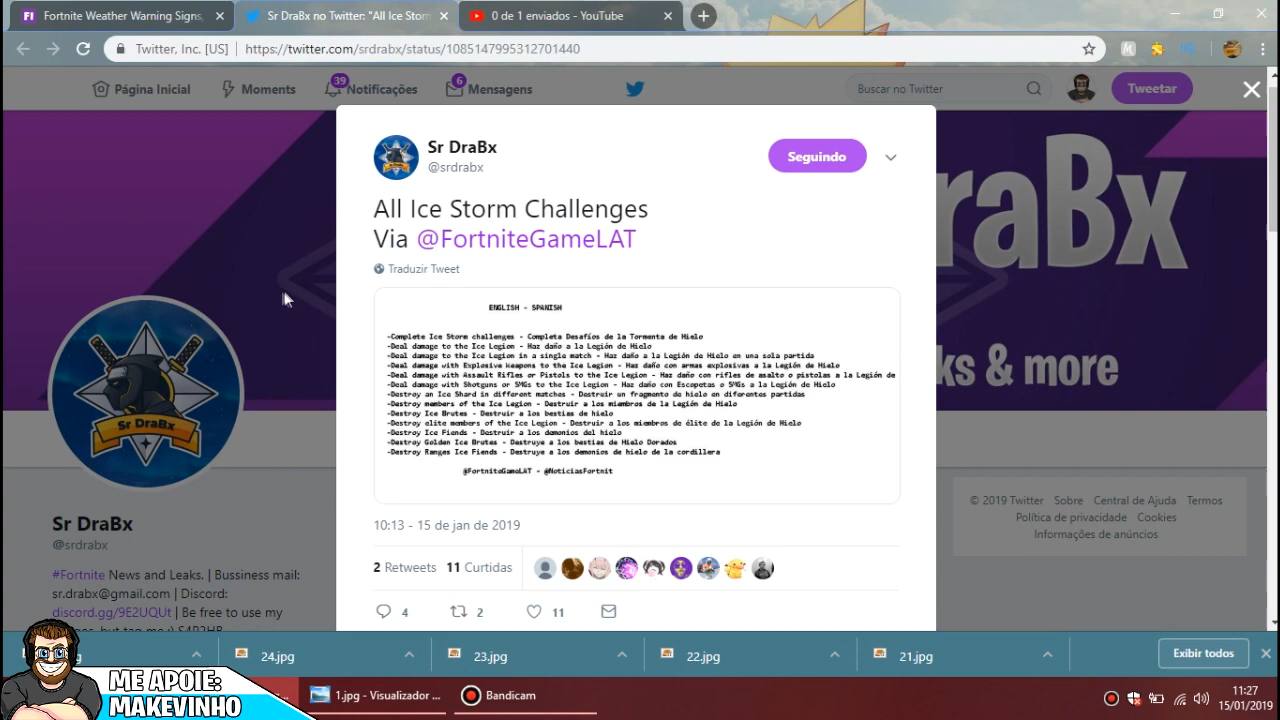 Fortnite Weather Warning Signs,
Sr DraBx no Twitter: "All Ice Storm
0 de 1 enviados - YouTube
Twitter, Inc. [US]
https://twitter.com/srdrabx/status/1085147995312701440
Página Inicial
Moments
39
Notificações
6
Mensagens
Buscar no Twitter
Tweetar
Sr DraBx
@srdrabx
Seguindo
All Ice Storm Challenges
Via @FortniteGameLAT
Traduzir Tweet
ENGLISH - SPANISH
-Complete Ice Storm challenges - Completa Desafíos de la Tormenta de Hielo
-Deal damage to the Ice Legion - Haz daño a la Legión de Hielo
-Deal damage to the Ice Legion in a single match - Haz daño a la Legión de Hielo en una sola partida
-Deal damage with Explosive Weapons to the Ice Legion - Haz daño con armas explosivas a la Legión de Hielo
-Deal damage with Assault Rifles or Pistols to the Ice Legion - Haz daño con rifles de asalto o pistolas a la Legión de
-Deal damage with Shotguns or SMGs to the Ice Legion - Haz daño con Escopetas o SMGs a la Legión de Hielo
-Destroy an Ice Shard in different matches - Destruir un fragmento de hielo en diferentes partidas
-Destroy members of the Ice Legion - Destruir a los miembros de la Legión de Hielo
-Destroy Ice Brutes - Destruir a los bestias de hielo
-Destroy elite members of the Ice Legion - Destruir a los miembros de élite de la Legión de Hielo
-Destroy Ice Fiends - Destruir a los demonios del hielo
-Destroy Golden Ice Brutes - Destruye a los bestias de Hielo Dorados
-Destroy Ranges Ice Fiends - Destruye a los demonios de hielo de la cordillera
@FortniteGameLAT - @NoticiasFortnit
10:13 - 15 de jan de 2019
2 Retweets 11 Curtidas
4
2
11
raBx
ks & more
Sr DraBx
Sr DraBx
@srdrabx
#Fortnite News and Leaks. | Bussiness mail:
sr.drabx@gmail.com | Discord:
discord.gg/9E2UQUt | Be free to use my
© 2019 Twitter Sobre Central de Ajuda Termos
Política de privacidade Cookies
Informações de anúncios
24.jpg
23.jpg
22.jpg
21.jpg
Exibir todos
ME APOIE:
MAKEVINHO
1.jpg - Visualizador ...
Bandicam
11:27
15/01/2019